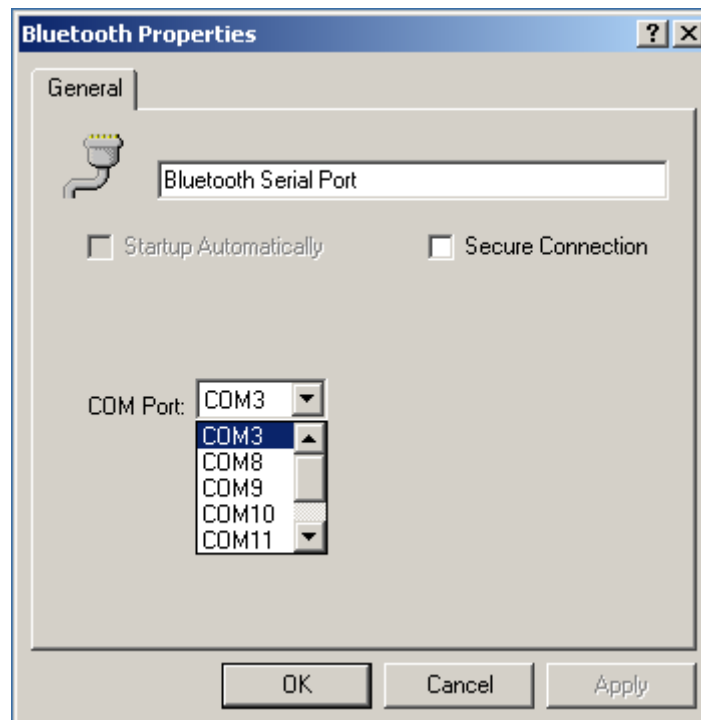 Bluetooth Properties
General
Bluetooth Serial Port
Startup Automatically
Secure Connection
COM Port: COM3
COM3
COM8
COM9
COM10
COM11
OK Cancel Apply